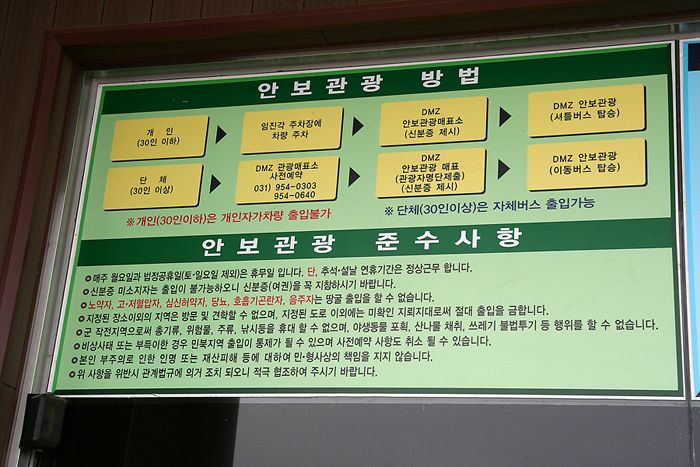 안보관광 방법
개 인
(30인 이하)
임진각 주차장에
차량 주차
DMZ
안보관광매표소
(신분증 제시)
DMZ 안보관광
(셔틀버스 탑승)
단 체
(30인 이상)
DMZ 관광매표소
사전예약
031) 954-0303
954-0640
DMZ
안보관광 매표
(관광자명단제출)
(신분증 제시)
DMZ 안보관광
(이동버스 탑승)
※ 개인(30인이하)은 개인자가차량 출입불가
※ 단체(30인이상)은 자체버스 출입가능
안보관광 준수사항
매주 월요일과 법정공휴일(토·일요일 제외)은 휴무일 입니다. 단, 추석·설날 연휴기간은 정상근무 합니다.
신분증 미소지자는 출입이 불가능하오니 신분증(여권)을 꼭 지참하시기 바랍니다.
노약자, 고·저혈압자, 심신허약자, 당뇨, 호흡기곤란자, 음주자는 땅굴 출입을 할 수 없습니다.
지정된 장소이외의 지역은 방문 및 견학할 수 없으며, 지정된 도로 이외에는 미확인 지뢰지대로써 절대 출입을 금합니다.
군 작전지역으로써 총기류, 위험물, 주류, 낚시등을 휴대 할 수 없으며, 야생동물 포획, 산나물 채취, 쓰레기 불법투기 등 행위를 할 수 없습니다.
비상사태 또는 부득이한 경우 민북지역 출입이 통제가 될 수 있으며 사전예약 사항도 취소 될 수 있습니다.
본인 부주의로 인한 인명 또는 재산피해 등에 대하여 민·형사상의 책임을 지지 않습니다.
위 사항을 위반시 관계법규에 의거 조치 되오니 적극 협조하여 주시기 바랍니다.